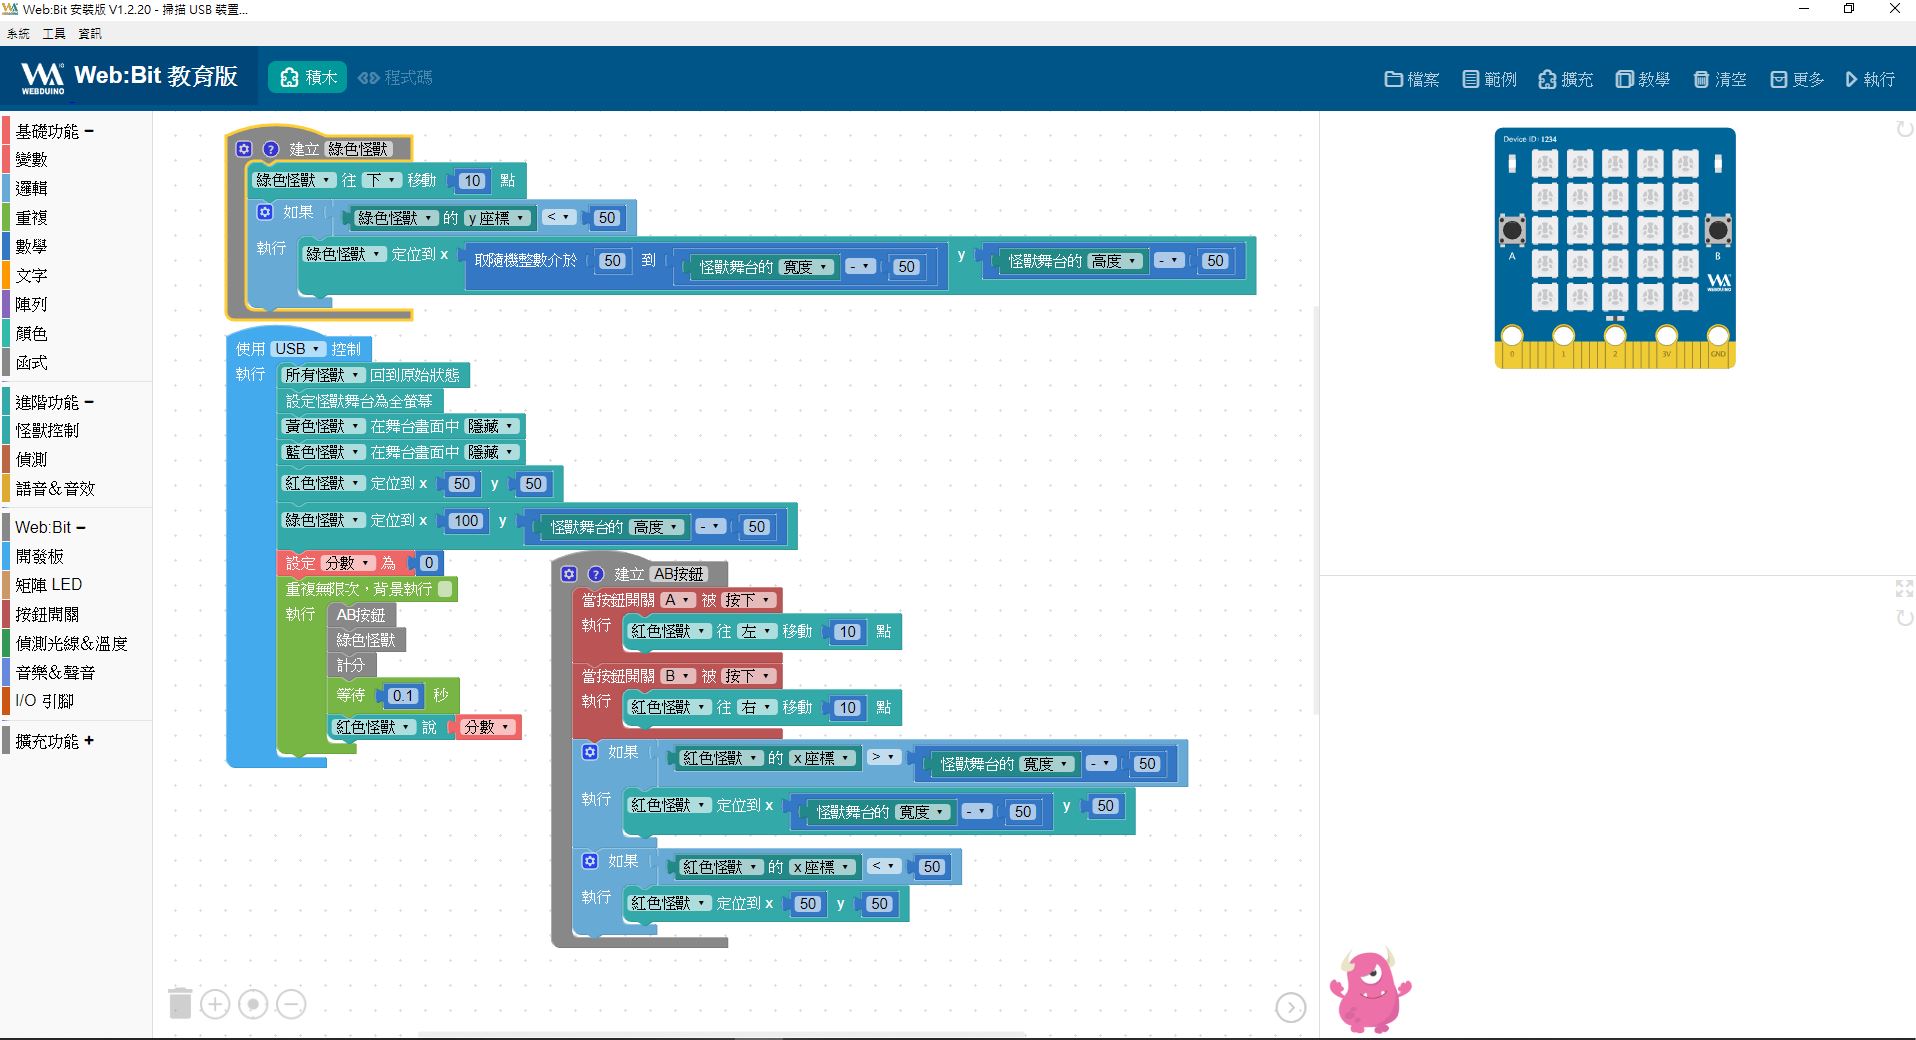 Web:Bit 安裝版 V1.2.20 - 掃描 USB 裝置...
系統 工具 資訊
WEBDUINO Web:Bit 教育版 積木 程式碼 檔案 範例 擴充 教學 清空 更多 執行
基礎功能
變數
邏輯
重複
數學
文字
陣列
顏色
函式
進階功能
怪獸控制
偵測
語音&音效
Web:Bit
開發板
矩陣 LED
按鈕開關
偵測光線&溫度
音樂&聲音
I/O 引腳
擴充功能 +
? 建立 綠色怪獸
綠色怪獸 往 下 移動 10 點
如果 綠色怪獸 的 y 座標 < 50
執行 綠色怪獸 定位到 x 取隨機整數介於 50 到 怪獸舞台的 寬度 - 50 y 怪獸舞台的 高度 - 50
使用 USB 控制
執行 所有怪獸 回到原始狀態
設定怪獸舞台為全螢幕
黃色怪獸 在舞台畫面中 隱藏
藍色怪獸 在舞台畫面中 隱藏
紅色怪獸 定位到 x 50 y 50
綠色怪獸 定位到 x 100 y 怪獸舞台的 高度 - 50
設定 分數 為 0
重複無限次，背景執行
執行 AB按鈕
綠色怪獸
計分
等待 0.1 秒
紅色怪獸 說 分數
? 建立 AB按鈕
當按鈕開關 A 被 按下
執行 紅色怪獸 往 左 移動 10 點
當按鈕開關 B 被 按下
執行 紅色怪獸 往 右 移動 10 點
如果 紅色怪獸 的 x 座標 > 怪獸舞台的 寬度 - 50
執行 紅色怪獸 定位到 x 怪獸舞台的 寬度 - 50 y 50
如果 紅色怪獸 的 x 座標 < 50
執行 紅色怪獸 定位到 x 50 y 50
Device ID: 1234
A B
WEBDUINO
0 1 2 3V GND